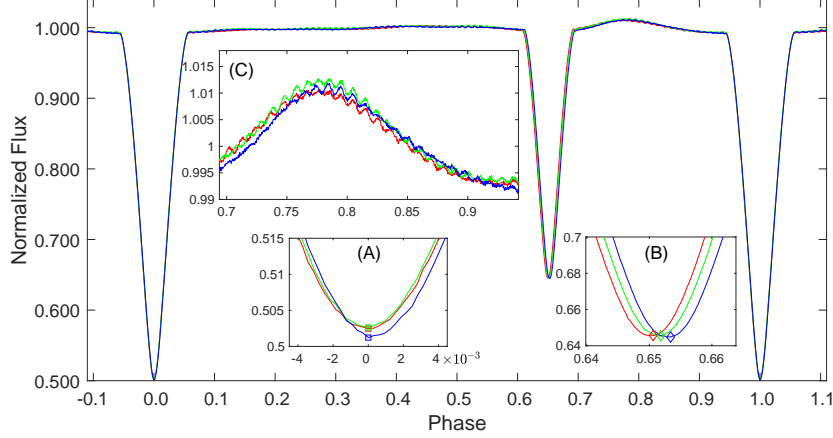 1.000
0.900
0.800
0.700
0.600
0.500
Normalized Flux
-0.1 0.0 0.1 0.2 0.3 0.4 0.5 0.6 0.7 0.8 0.9 1.0 1.1
Phase
(C)
1.015
1.01
1.005
1
0.995
0.99
0.7 0.75 0.8 0.85 0.9
(A)
0.515
0.51
0.505
0.5
-4 -2 0 2 4 ×10⁻³
(B)
0.7
0.68
0.66
0.64
0.64 0.65 0.66